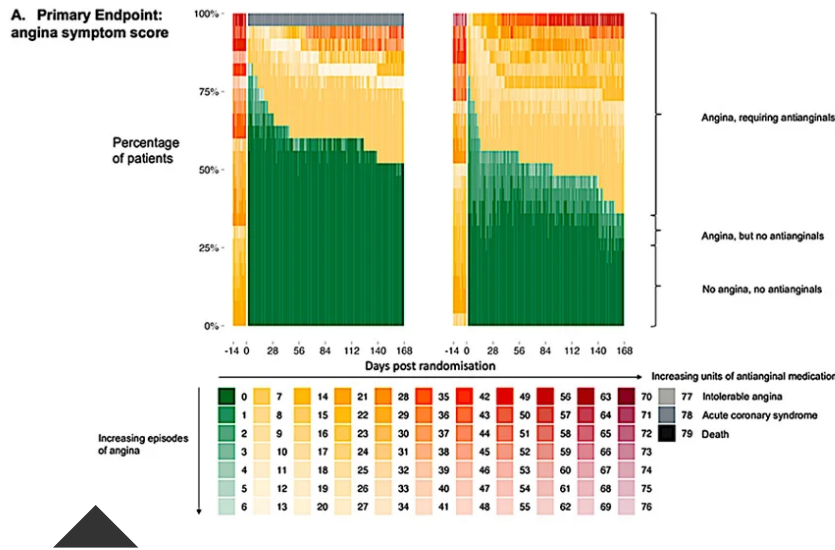 A. Primary Endpoint:
angina symptom score
100%
75%
50%
25%
0%
Percentage
of patients
-14 0 28 56 84 112 140 168
-14 0 28 56 84 112 140 168
Days post randomisation
Angina, requiring antianginals
Angina, but no antianginals
No angina, no antianginals
Increasing units of antianginal medication
Increasing episodes
of angina
0 7 14 21 28 35 42 49 56 63 70 77 Intolerable angina
1 8 15 22 29 36 43 50 57 64 71 78 Acute coronary syndrome
2 9 16 23 30 37 44 51 58 65 72 79 Death
3 10 17 24 31 38 45 52 59 66 73
4 11 18 25 32 39 46 53 60 67 74
5 12 19 26 33 40 47 54 61 68 75
6 13 20 27 34 41 48 55 62 69 76